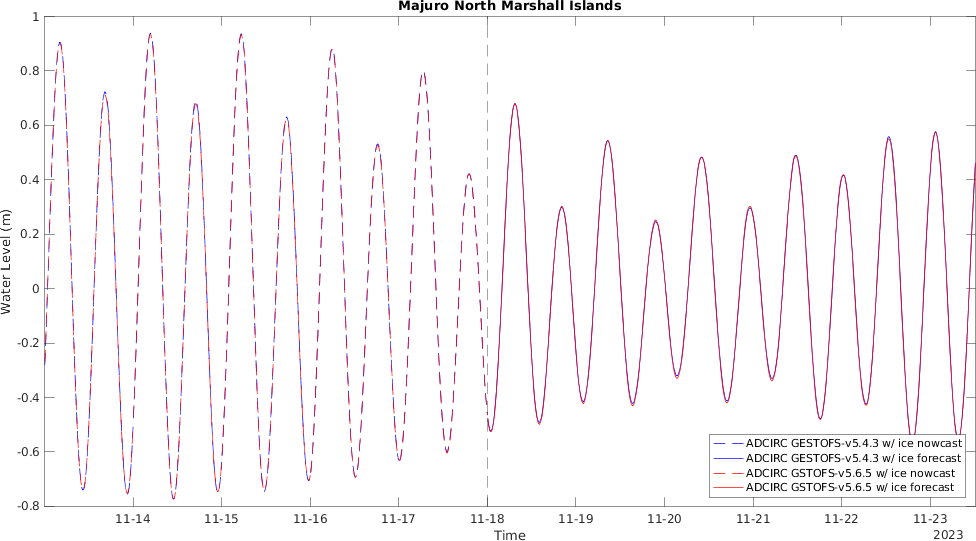 Majuro North Marshall Islands
1
0.8
0.6
0.4
0.2
0
-0.2
-0.4
-0.6
-0.8
Water Level (m)
ADCIRC GESTOFS-v5.4.3 w/ ice nowcast
ADCIRC GESTOFS-v5.4.3 w/ ice forecast
ADCIRC GSTOFS-v5.6.5 w/ ice nowcast
ADCIRC GSTOFS-v5.6.5 w/ ice forecast
11-14 11-15 11-16 11-17 11-18 11-19 11-20 11-21 11-22 11-23
Time
2023